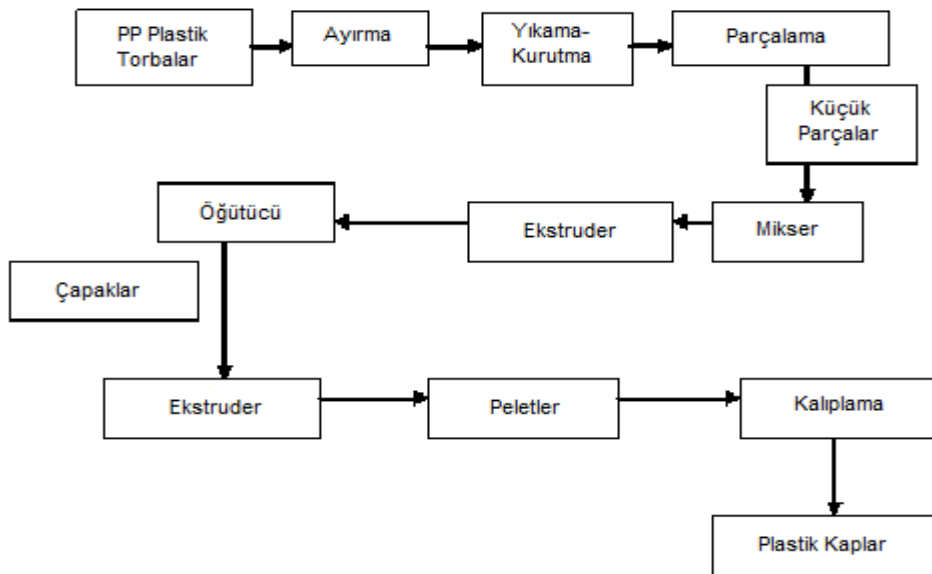 PP Plastik
Torbalar
Ayırma
Yıkama-
Kurutma
Parçalama
Küçük
Parçalar
Mikser
Ekstruder
Öğütücü
Çapaklar
Ekstruder
Peletler
Kalıplama
Plastik Kaplar